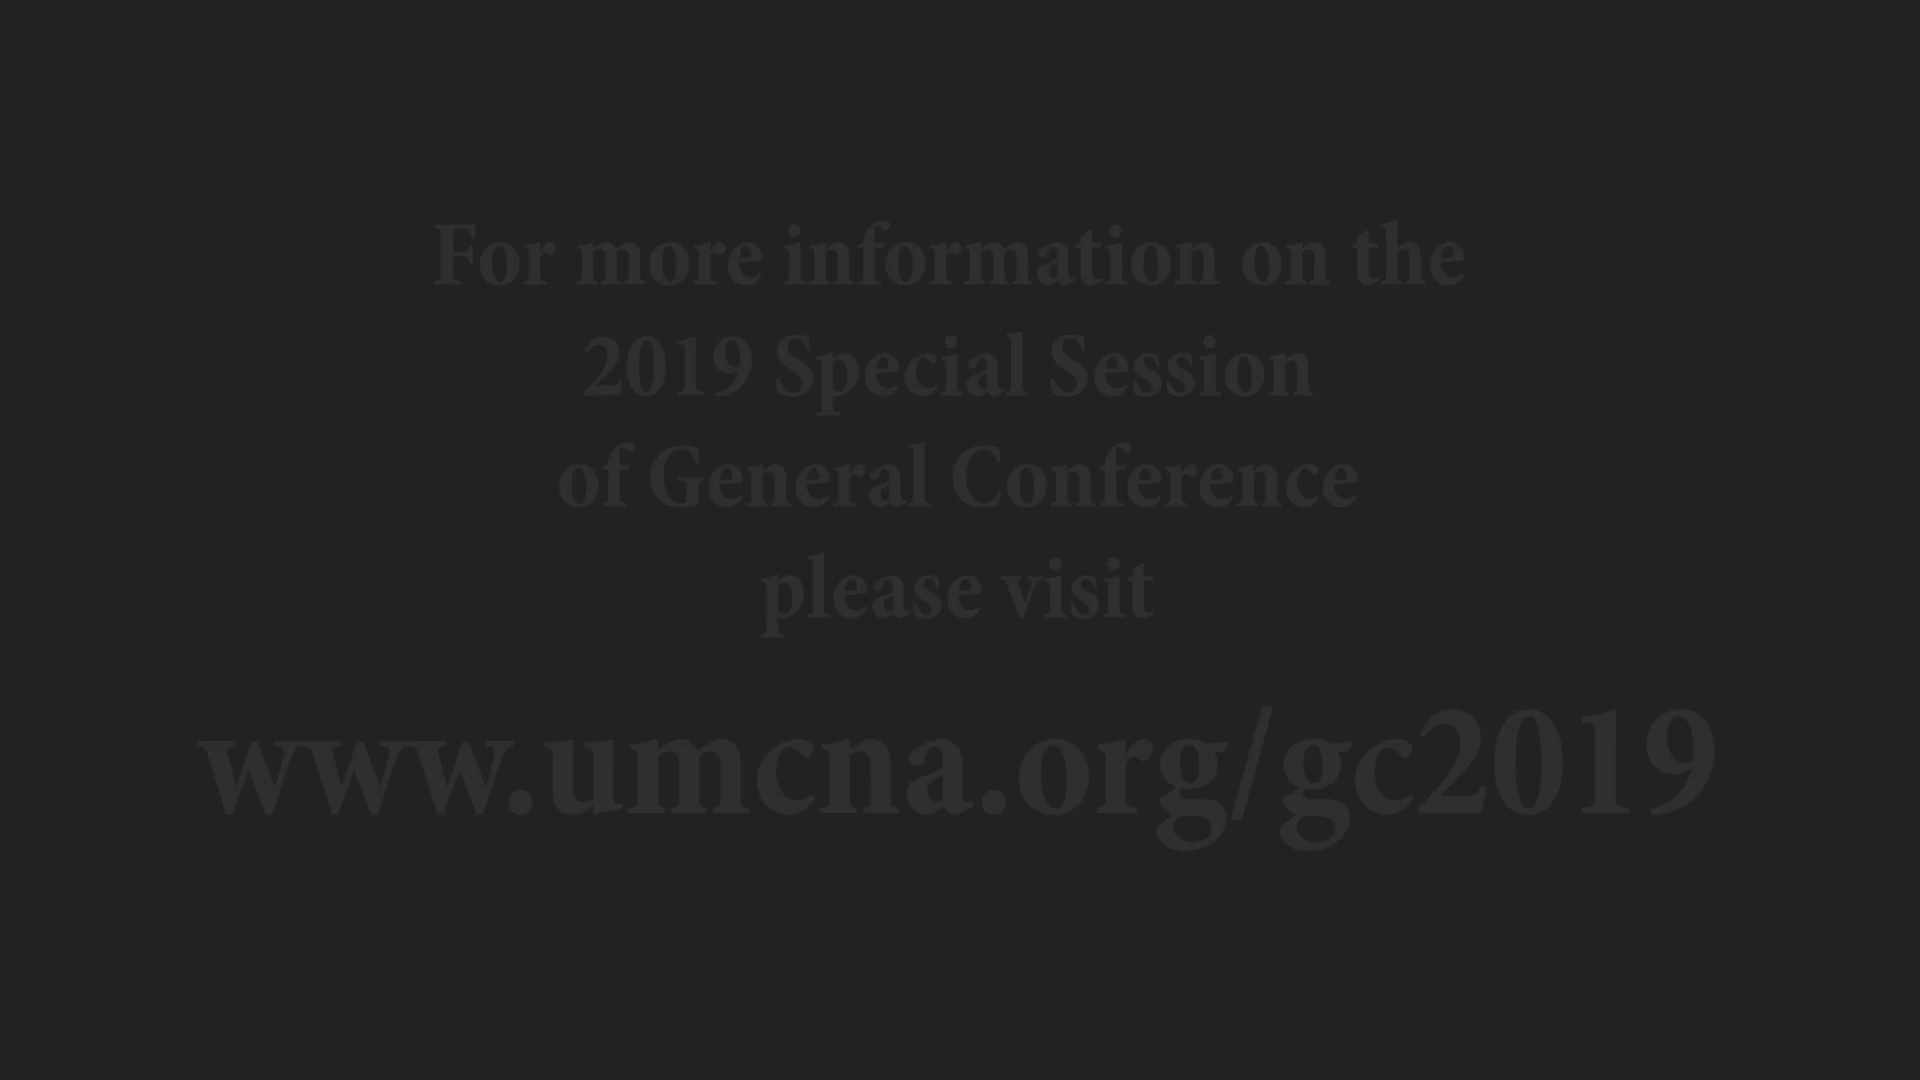 For more information on the
2019 Special Session
of General Conference
please visit
www.umcna.org/gc2019